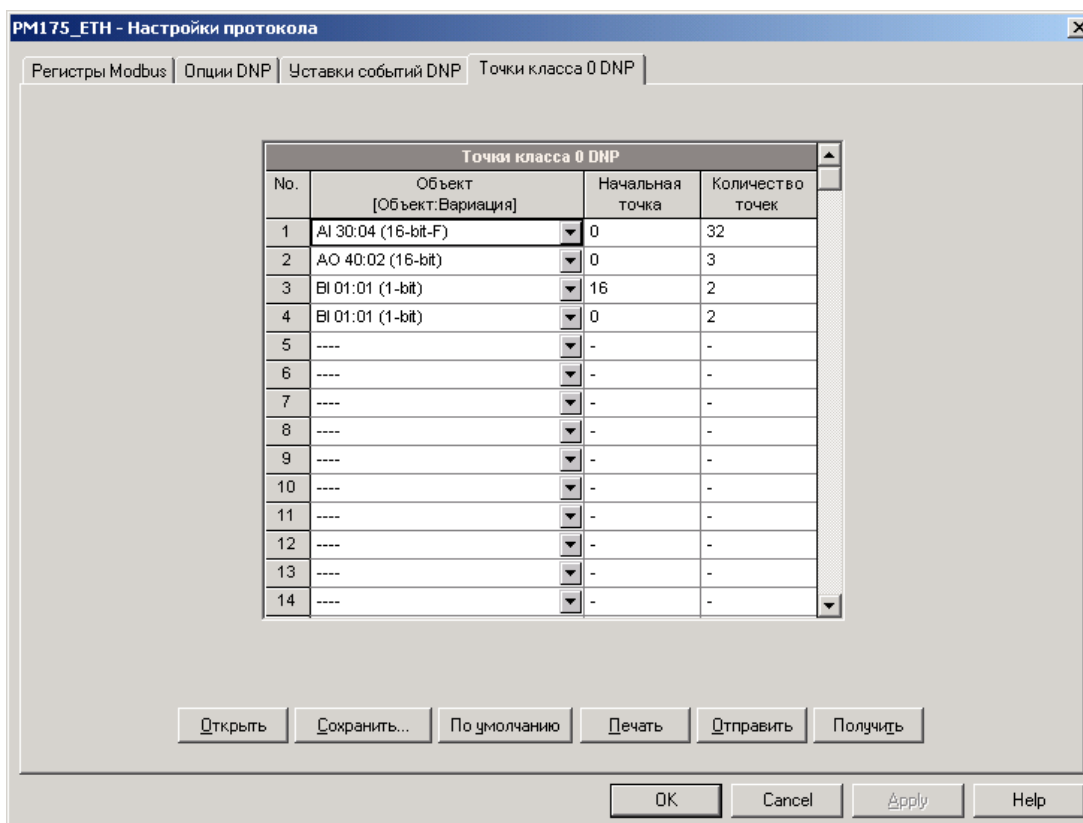 PM175_ETH - Настройки протокола
Регистры Modbus Опции DNP Уставки событий DNP Точки класса 0 DNP
Точки класса 0 DNP
No. Объект [Объект:Вариация] Начальная точка Количество точек
1 AI 30:04 (16-bit-F) 0 32
2 AO 40:02 (16-bit) 0 3
3 BI 01:01 (1-bit) 16 2
4 BI 01:01 (1-bit) 0 2
5 ---- - -
6 ---- - -
7 ---- - -
8 ---- - -
9 ---- - -
10 ---- - -
11 ---- - -
12 ---- - -
13 ---- - -
14 ---- - -
Открыть Сохранить... По умолчанию Печать Отправить Получить
OK Cancel Apply Help